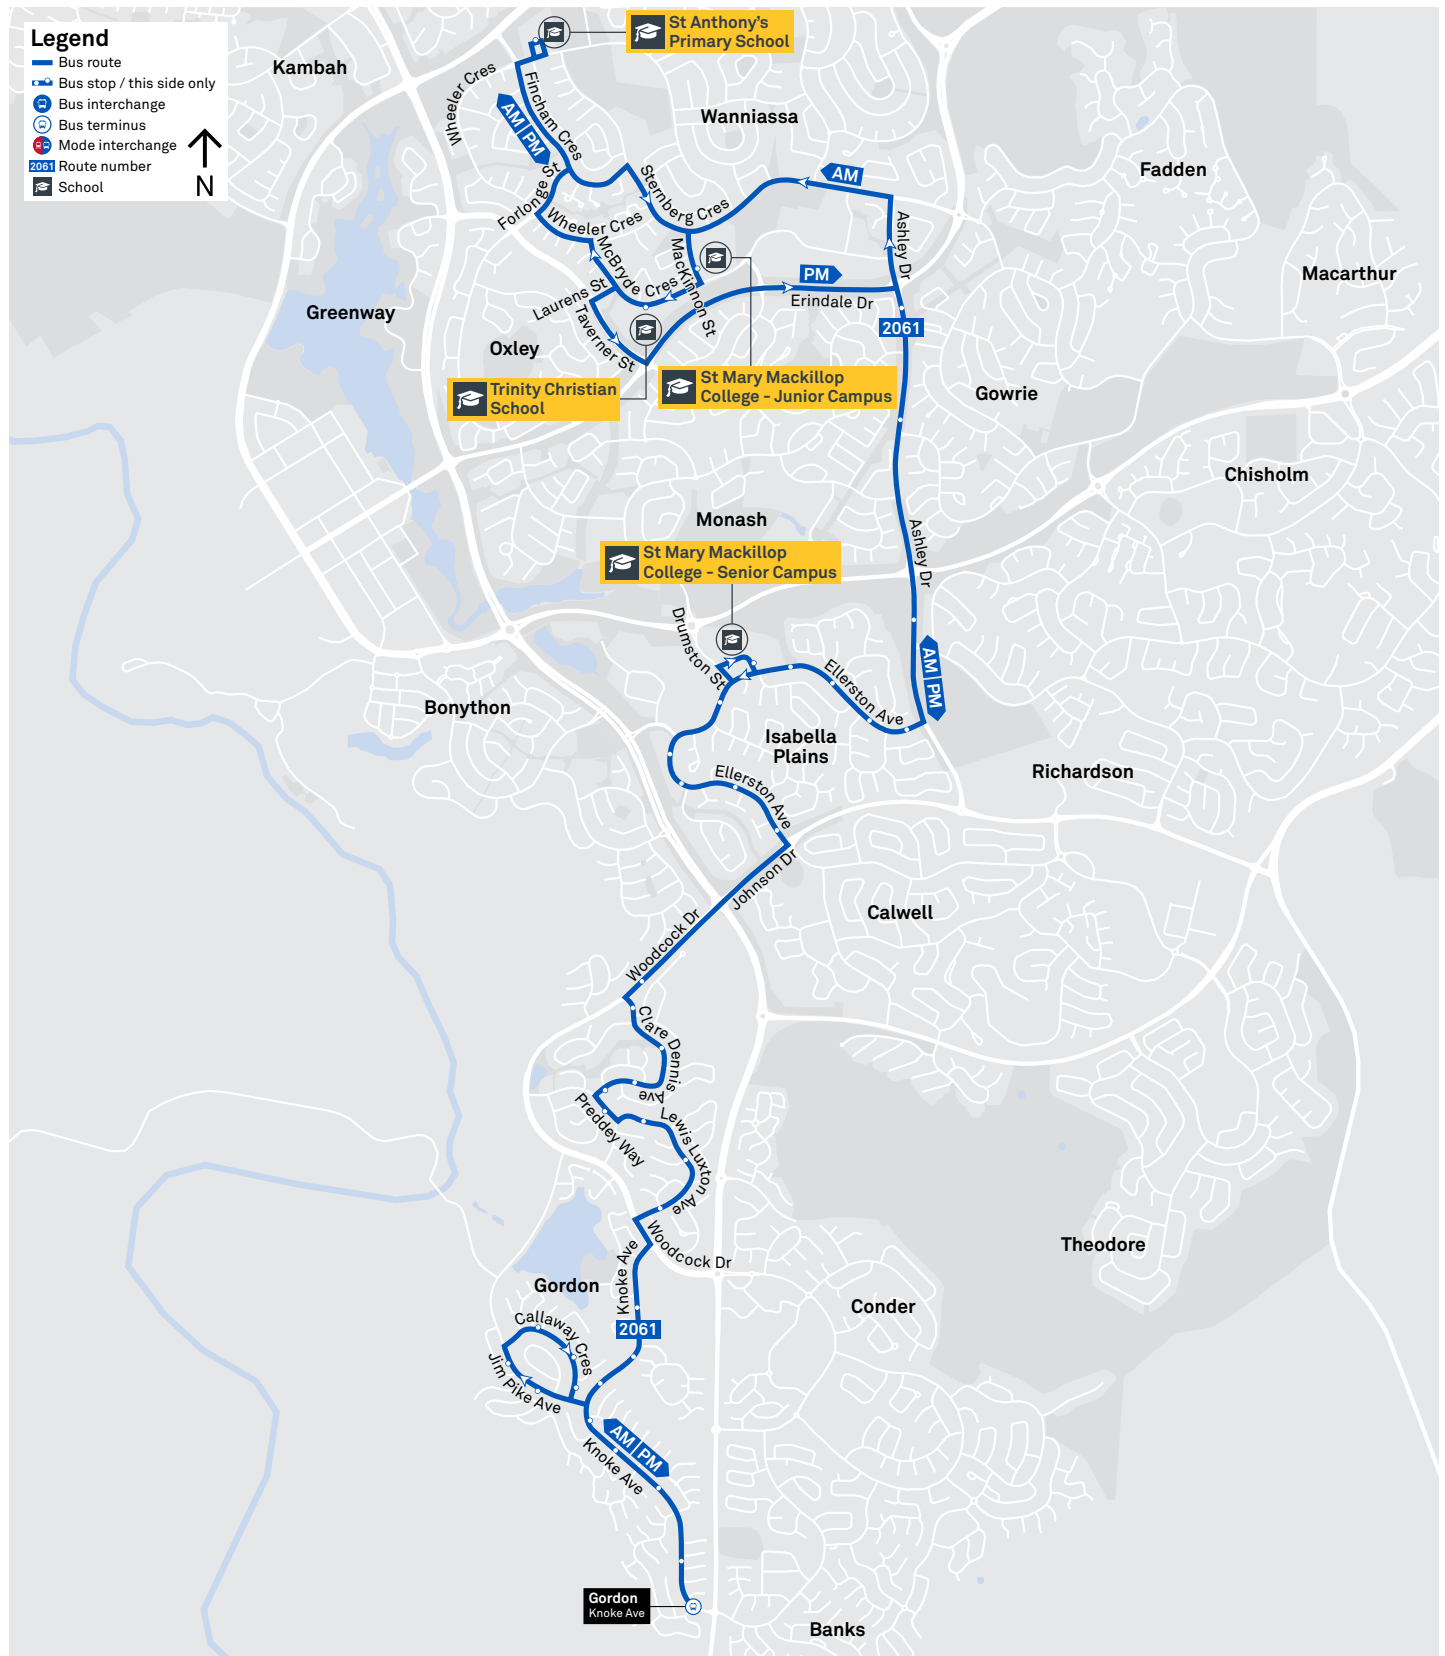 Legend
Bus route
Bus stop / this side only
Bus interchange
Bus terminus
Mode interchange
2061 Route number
School
N
Kambah
St Anthony's
Primary School
Wheeler Cres
Fincham Cres
AM PM
Wanniassa
Fadden
Forlonge St
Sternberg Cres
AM
Wheeler Cres
Ashley Dr
McBryde Cres
MacKinnon St
Macarthur
PM
Erindale Dr
Greenway
Laurens St
Taverner St
2061
Oxley
Trinity Christian
School
St Mary Mackillop
College - Junior Campus
Gowrie
Chisholm
Monash
Ashley Dr
St Mary Mackillop
College - Senior Campus
Drumston St
Ellerston Ave
AM PM
Bonython
Isabella
Plains
Richardson
Ellerston Ave
Johnson Dr
Calwell
Woodcock Dr
Clare Dennis Ave
Preddey Way
Lewis Luxton Ave
Woodcock Dr
Theodore
Knoke Ave
Gordon
Conder
Callaway Cres
2061
Jim Pike Ave
AM PM
Knoke Ave
Gordon
Knoke Ave
Banks